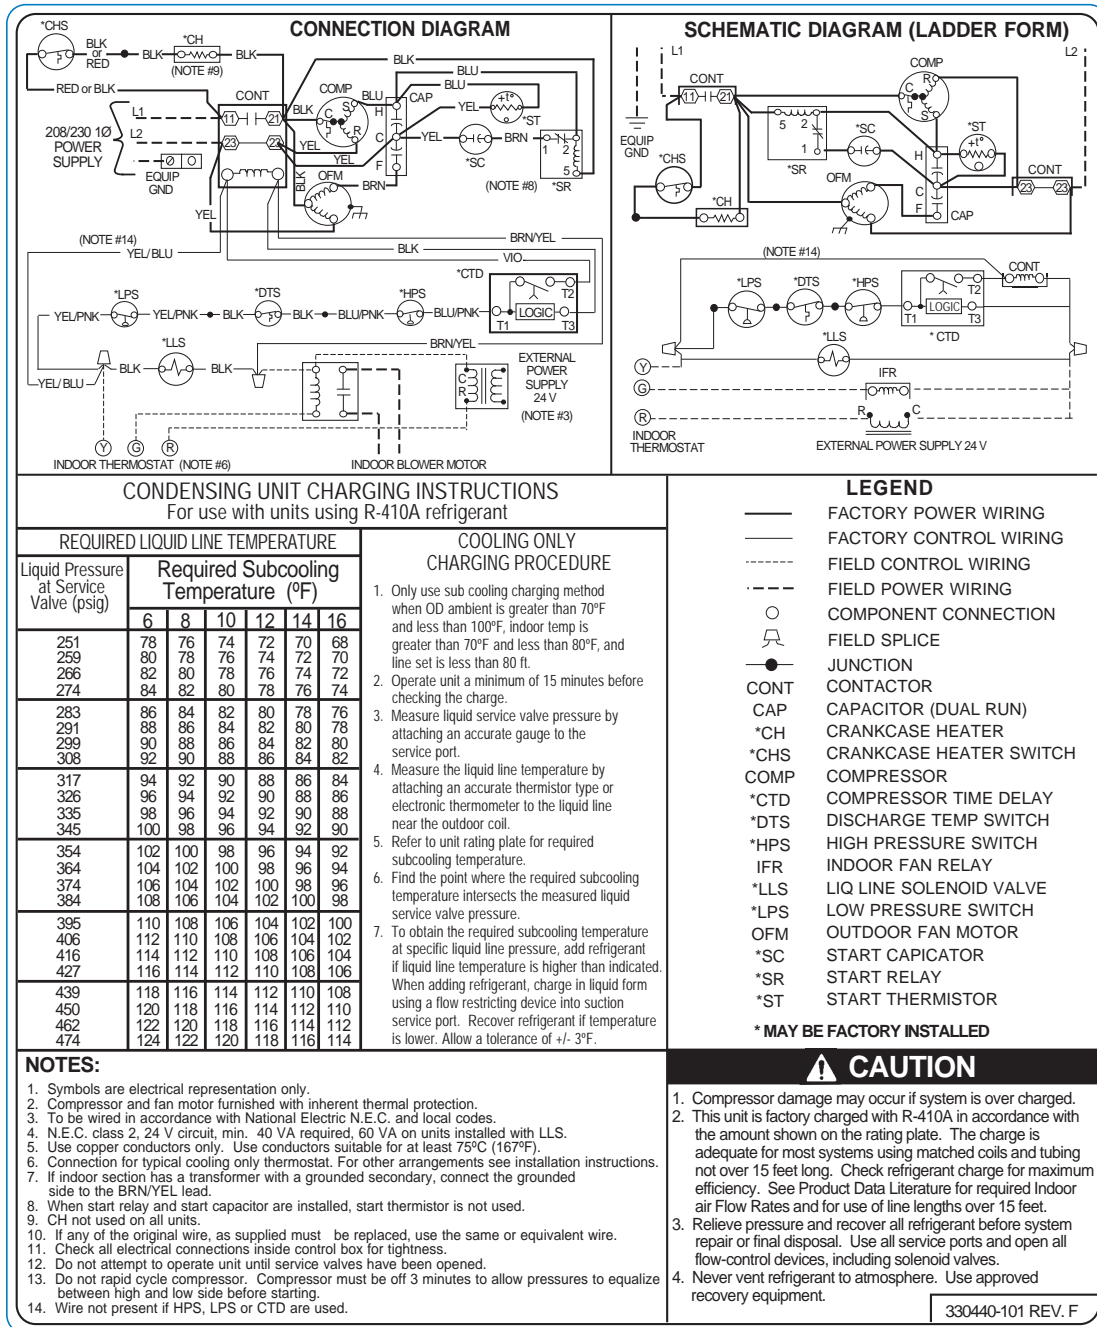 CONNECTION DIAGRAM
*CHS
BLK
or
RED
BLK
*CH
BLK
(NOTE #9)
RED or BLK
BLK
BLU
BLU
CONT
COMP
BLU
CAP
+t°
*ST
L1
11
21
BLK
C
S
R
H
YEL
208/230 1Ø
POWER
SUPPLY
L2
23
23
YEL
YEL
C
YEL
*SC
BRN
1
2
5
*SR
(NOTE #8)
EQUIP
GND
BLK
OFM
BRN
F
YEL
(NOTE #14)
YEL/BLU
BRN/YEL
BLK
VIO
*CTD
T2
LOGIC
T1
T3
*LPS
*DTS
*HPS
YEL/PNK
YEL/PNK
BLK
BLK
BLU/PNK
BLU/PNK
*LLS
BRN/YEL
YEL/BLU
BLK
BLK
EXTERNAL
POWER
SUPPLY
24 V
(NOTE #3)
C
R
Y
G
R
INDOOR THERMOSTAT (NOTE #6)
INDOOR BLOWER MOTOR
SCHEMATIC DIAGRAM (LADDER FORM)
L1
L2
COMP
CONT
11
21
R
C
S
5
2
1
*SC
*SR
*ST
+t°
EQUIP
GND
*CHS
*CH
OFM
H
C
F
CAP
CONT
23
23
(NOTE #14)
CONT
*LPS
*DTS
*HPS
T2
LOGIC
T1
T3
* CTD
*LLS
Y
G
R
IFR
R
C
INDOOR
THERMOSTAT
EXTERNAL POWER SUPPLY 24 V
CONDENSING UNIT CHARGING INSTRUCTIONS
For use with units using R-410A refrigerant
REQUIRED LIQUID LINE TEMPERATURE
Liquid Pressure
at Service
Valve (psig)
Required Subcooling
Temperature (ºF)
6 8 10 12 14 16
251 78 76 74 72 70 68
259 80 78 76 74 72 70
266 82 80 78 76 74 72
274 84 82 80 78 76 74
283 86 84 82 80 78 76
291 88 86 84 82 80 78
299 90 88 86 84 82 80
308 92 90 88 86 84 82
317 94 92 90 88 86 84
326 96 94 92 90 88 86
335 98 96 94 92 90 88
345 100 98 96 94 92 90
354 102 100 98 96 94 92
364 104 102 100 98 96 94
374 106 104 102 100 98 96
384 108 106 104 102 100 98
395 110 108 106 104 102 100
406 112 110 108 106 104 102
416 114 112 110 108 106 104
427 116 114 112 110 108 106
439 118 116 114 112 110 108
450 120 118 116 114 112 110
462 122 120 118 116 114 112
474 124 122 120 118 116 114
COOLING ONLY
CHARGING PROCEDURE
1. Only use sub cooling charging method
when OD ambient is greater than 70ºF
and less than 100ºF, indoor temp is
greater than 70ºF and less than 80ºF, and
line set is less than 80 ft.
2. Operate unit a minimum of 15 minutes before
checking the charge.
3. Measure liquid service valve pressure by
attaching an accurate gauge to the
service port.
4. Measure the liquid line temperature by
attaching an accurate thermistor type or
electronic thermometer to the liquid line
near the outdoor coil.
5. Refer to unit rating plate for required
subcooling temperature.
6. Find the point where the required subcooling
temperature intersects the measured liquid
service valve pressure.
7. To obtain the required subcooling temperature
at specific liquid line pressure, add refrigerant
if liquid line temperature is higher than indicated.
When adding refrigerant, charge in liquid form
using a flow restricting device into suction
service port. Recover refrigerant if temperature
is lower. Allow a tolerance of +/- 3ºF.
LEGEND
FACTORY POWER WIRING
FACTORY CONTROL WIRING
FIELD CONTROL WIRING
FIELD POWER WIRING
COMPONENT CONNECTION
FIELD SPLICE
JUNCTION
CONT CONTACTOR
CAP CAPACITOR (DUAL RUN)
*CH CRANKCASE HEATER
*CHS CRANKCASE HEATER SWITCH
COMP COMPRESSOR
*CTD COMPRESSOR TIME DELAY
*DTS DISCHARGE TEMP SWITCH
*HPS HIGH PRESSURE SWITCH
IFR INDOOR FAN RELAY
*LLS LIQ LINE SOLENOID VALVE
*LPS LOW PRESSURE SWITCH
OFM OUTDOOR FAN MOTOR
*SC START CAPICATOR
*SR START RELAY
*ST START THERMISTOR
* MAY BE FACTORY INSTALLED
NOTES:
1. Symbols are electrical representation only.
2. Compressor and fan motor furnished with inherent thermal protection.
3. To be wired in accordance with National Electric N.E.C. and local codes.
4. N.E.C. class 2, 24 V circuit, min. 40 VA required, 60 VA on units installed with LLS.
5. Use copper conductors only. Use conductors suitable for at least 75ºC (167ºF).
6. Connection for typical cooling only thermostat. For other arrangements see installation instructions.
7. If indoor section has a transformer with a grounded secondary, connect the grounded
side to the BRN/YEL lead.
8. When start relay and start capacitor are installed, start thermistor is not used.
9. CH not used on all units.
10. If any of the original wire, as supplied must be replaced, use the same or equivalent wire.
11. Check all electrical connections inside control box for tightness.
12. Do not attempt to operate unit until service valves have been opened.
13. Do not rapid cycle compressor. Compressor must be off 3 minutes to allow pressures to equalize
between high and low side before starting.
14. Wire not present if HPS, LPS or CTD are used.
CAUTION
1. Compressor damage may occur if system is over charged.
2. This unit is factory charged with R-410A in accordance with
the amount shown on the rating plate. The charge is
adequate for most systems using matched coils and tubing
not over 15 feet long. Check refrigerant charge for maximum
efficiency. See Product Data Literature for required Indoor
air Flow Rates and for use of line lengths over 15 feet.
3. Relieve pressure and recover all refrigerant before system
repair or final disposal. Use all service ports and open all
flow-control devices, including solenoid valves.
4. Never vent refrigerant to atmosphere. Use approved
recovery equipment.
330440-101 REV. F